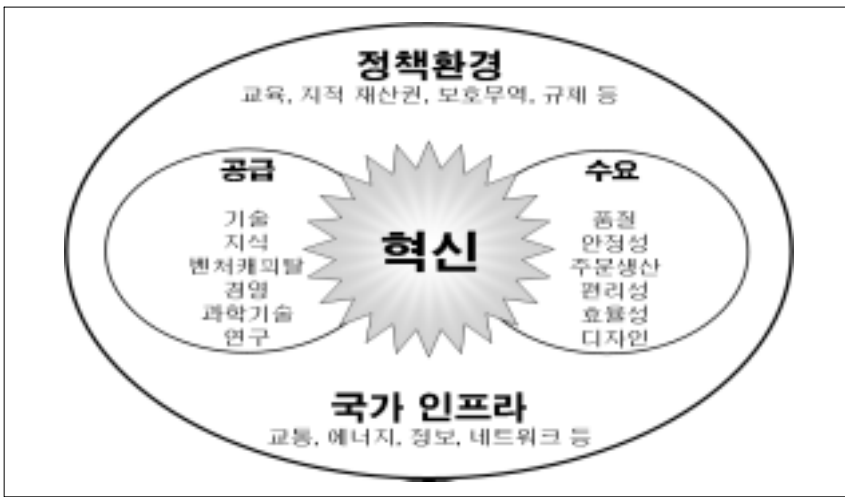 정책환경
교육, 지적 재산권, 보호무역, 규제 등
공급
기술
지식
벤처캐피탈
경영
과학기술
연구
혁신
수요
품질
안정성
주문생산
편리성
효율성
디자인
국가 인프라
교통, 에너지, 정보, 네트워크 등